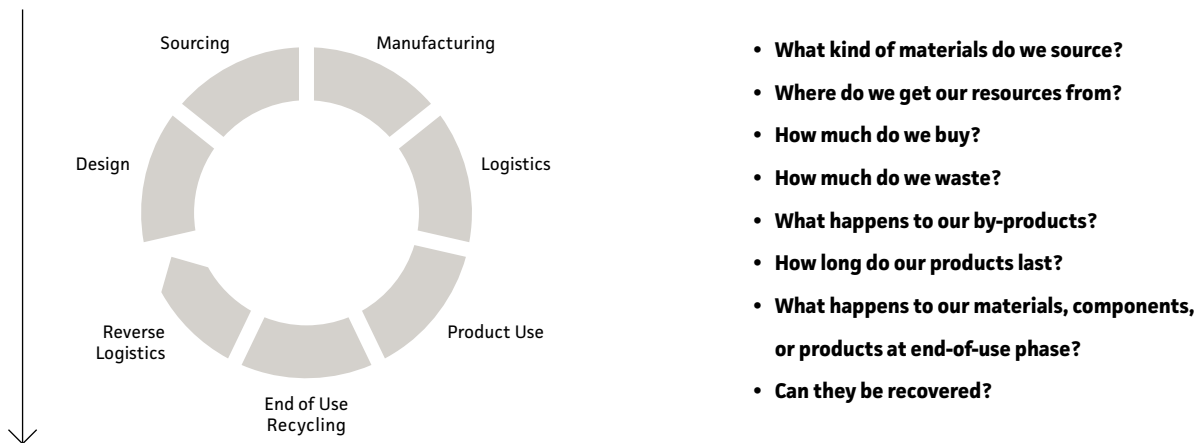 Sourcing
Manufacturing
Design
Logistics
Reverse
Logistics
Product Use
End of Use
Recycling
• What kind of materials do we source?
• Where do we get our resources from?
• How much do we buy?
• How much do we waste?
• What happens to our by-products?
• How long do our products last?
• What happens to our materials, components,
or products at end-of-use phase?
• Can they be recovered?